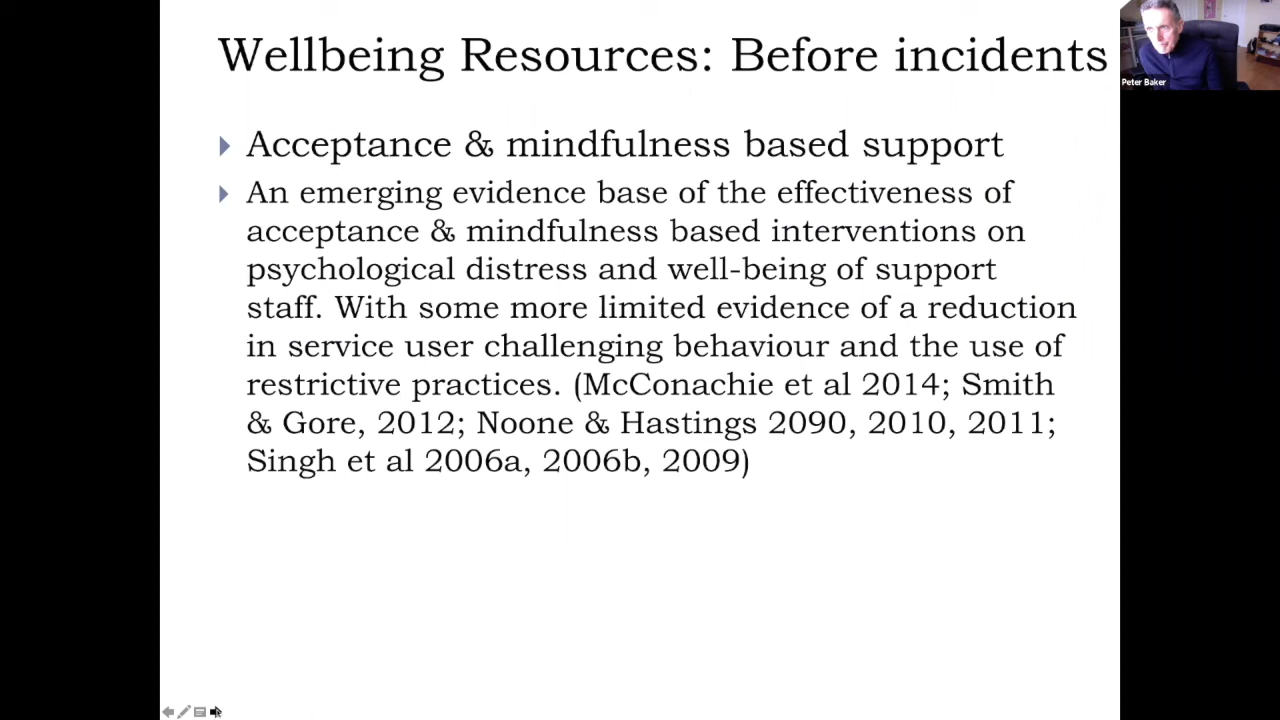 Wellbeing Resources: Before incidents
Peter Baker
Acceptance & mindfulness based support
An emerging evidence base of the effectiveness of
acceptance & mindfulness based interventions on
psychological distress and well-being of support
staff. With some more limited evidence of a reduction
in service user challenging behaviour and the use of
restrictive practices. (McConachie et al 2014; Smith
& Gore, 2012; Noone & Hastings 2090, 2010, 2011;
Singh et al 2006a, 2006b, 2009)